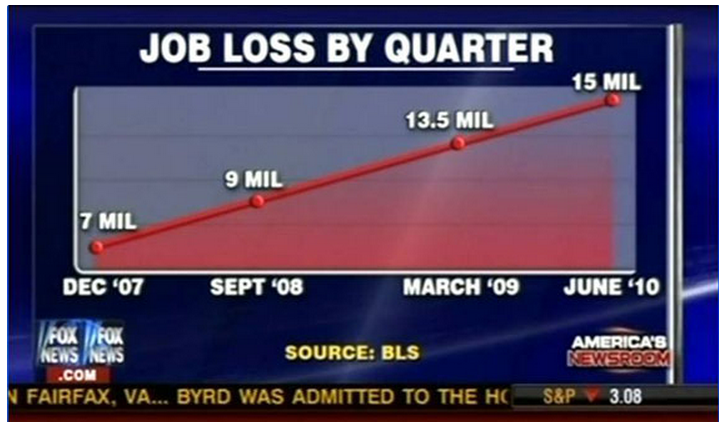 JOB LOSS BY QUARTER
15 MIL
13.5 MIL
9 MIL
7 MIL
DEC ‘07 SEPT ‘08 MARCH ‘09 JUNE ‘10
FOX NEWS FOX NEWS
.COM
SOURCE: BLS
AMERICA'S
NEWSROOM
N FAIRFAX, VA... BYRD WAS ADMITTED TO THE S&P 3.08